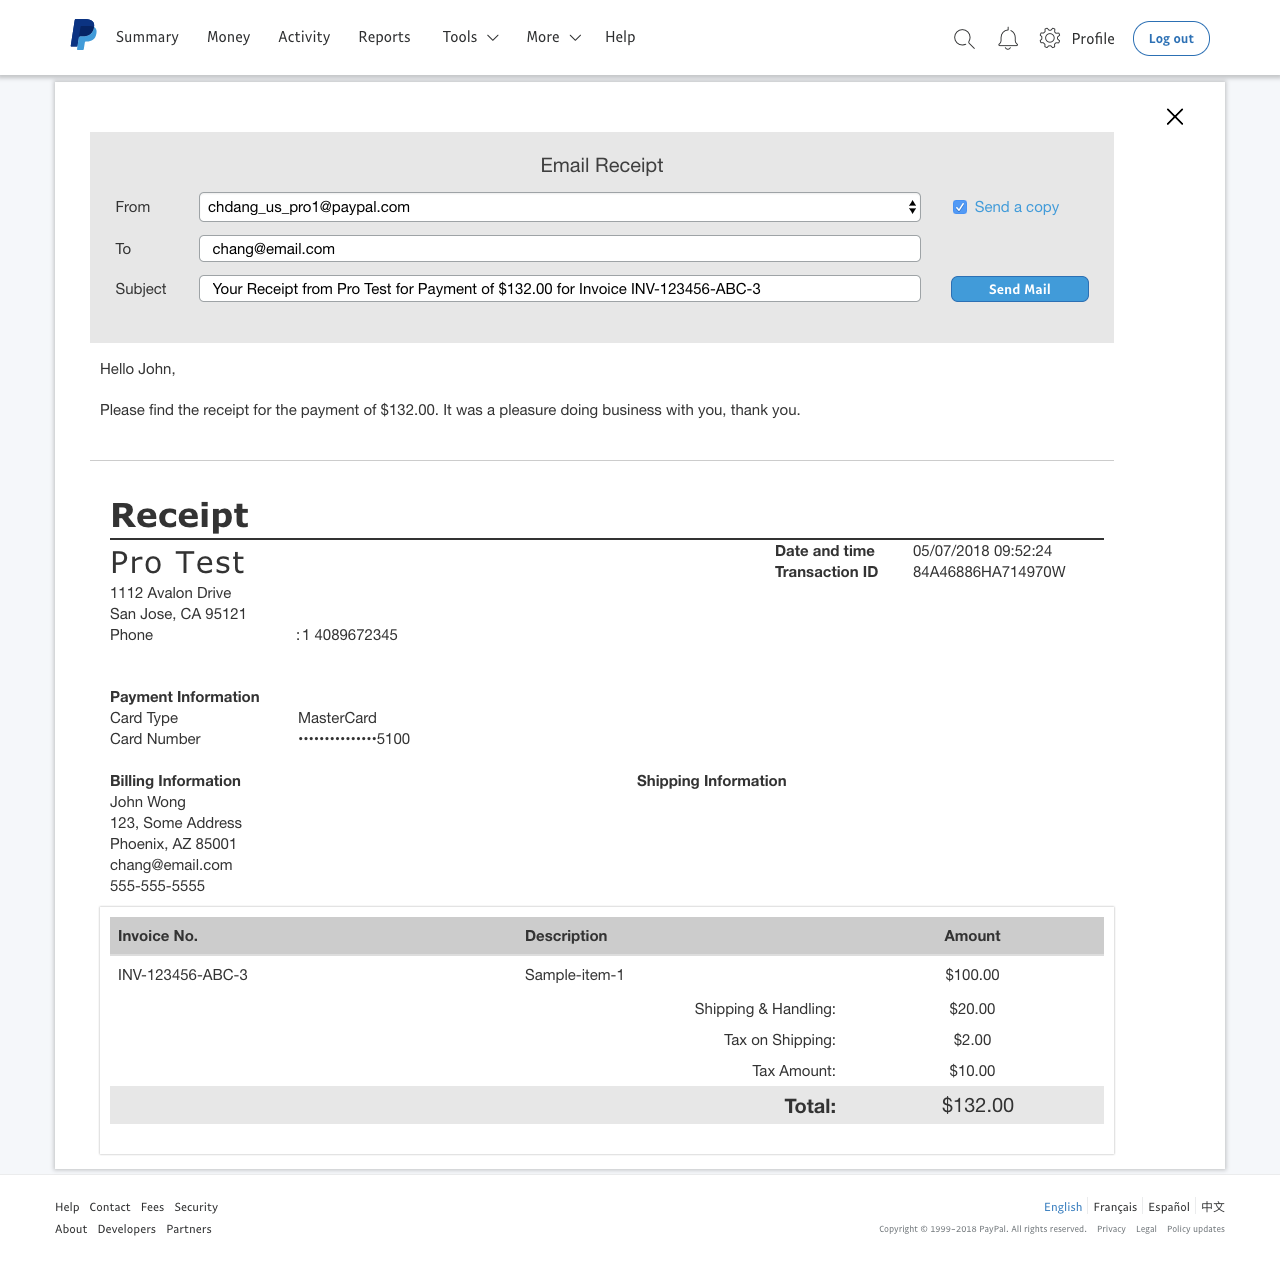 Summary Money Activity Reports Tools More Help Profile Log out
Email Receipt
From chdang_us_pro1@paypal.com Send a copy
To chang@email.com
Subject Your Receipt from Pro Test for Payment of $132.00 for Invoice INV-123456-ABC-3 Send Mail
Hello John,
Please find the receipt for the payment of $132.00. It was a pleasure doing business with you, thank you.
Receipt
Pro Test
Date and time 05/07/2018 09:52:24
Transaction ID 84A46886HA714970W
1112 Avalon Drive
San Jose, CA 95121
Phone : 1 4089672345
Payment Information
Card Type MasterCard
Card Number •••••••••••••••5100
Billing Information Shipping Information
John Wong
123, Some Address
Phoenix, AZ 85001
chang@email.com
555-555-5555
Invoice No. Description Amount
INV-123456-ABC-3 Sample-item-1 $100.00
Shipping & Handling: $20.00
Tax on Shipping: $2.00
Tax Amount: $10.00
Total: $132.00
Help Contact Fees Security English Français Español 中文
About Developers Partners Copyright © 1999-2018 PayPal. All rights reserved. Privacy Legal Policy updates